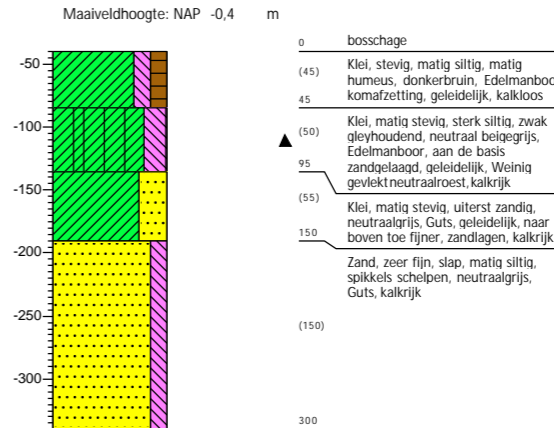 Maaiveldhoogte: NAP -0,4 m
-50
-100
-150
-200
-250
-300
0
bosschage
(45)
Klei, stevig, matig siltig, matig
humeus, donkerbruin, Edelmanboo
komafzetting, geleidelijk, kalkloos
45
Klei, matig stevig, sterk siltig, zwak
gleyhoudend, neutraal beigegrijs,
Edelmanboor, aan de basis
zandgelaagd, geleidelijk, Weinig
gevlektneutraalroest, kalkrijk
(50)
95
Klei, matig stevig, uiterst zandig,
neutraalgrijs, Guts, geleidelijk, naar
boven toe fijner, zandlagen, kalkrijk
(55)
150
Zand, zeer fijn, slap, matig siltig,
spikkels schelpen, neutraalgrijs,
Guts, kalkrijk
(150)
300